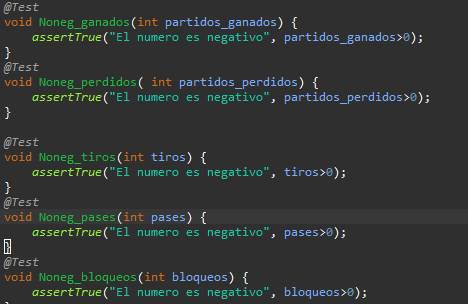 @Test
void Noneg_ganados(int partidos_ganados) {
    assertTrue("El numero es negativo", partidos_ganados>0);
}
@Test
void Noneg_perdidos( int partidos_perdidos) {
    assertTrue("El numero es negativo", partidos_perdidos>0);
}
@Test
void Noneg_tiros(int tiros) {
    assertTrue("El numero es negativo", tiros>0);
}
@Test
void Noneg_pases(int pases) {
    assertTrue("El numero es negativo", pases>0);
}
@Test
void Noneg_bloqueos(int bloqueos) {
    assertTrue("El numero es negativo", bloqueos>0);